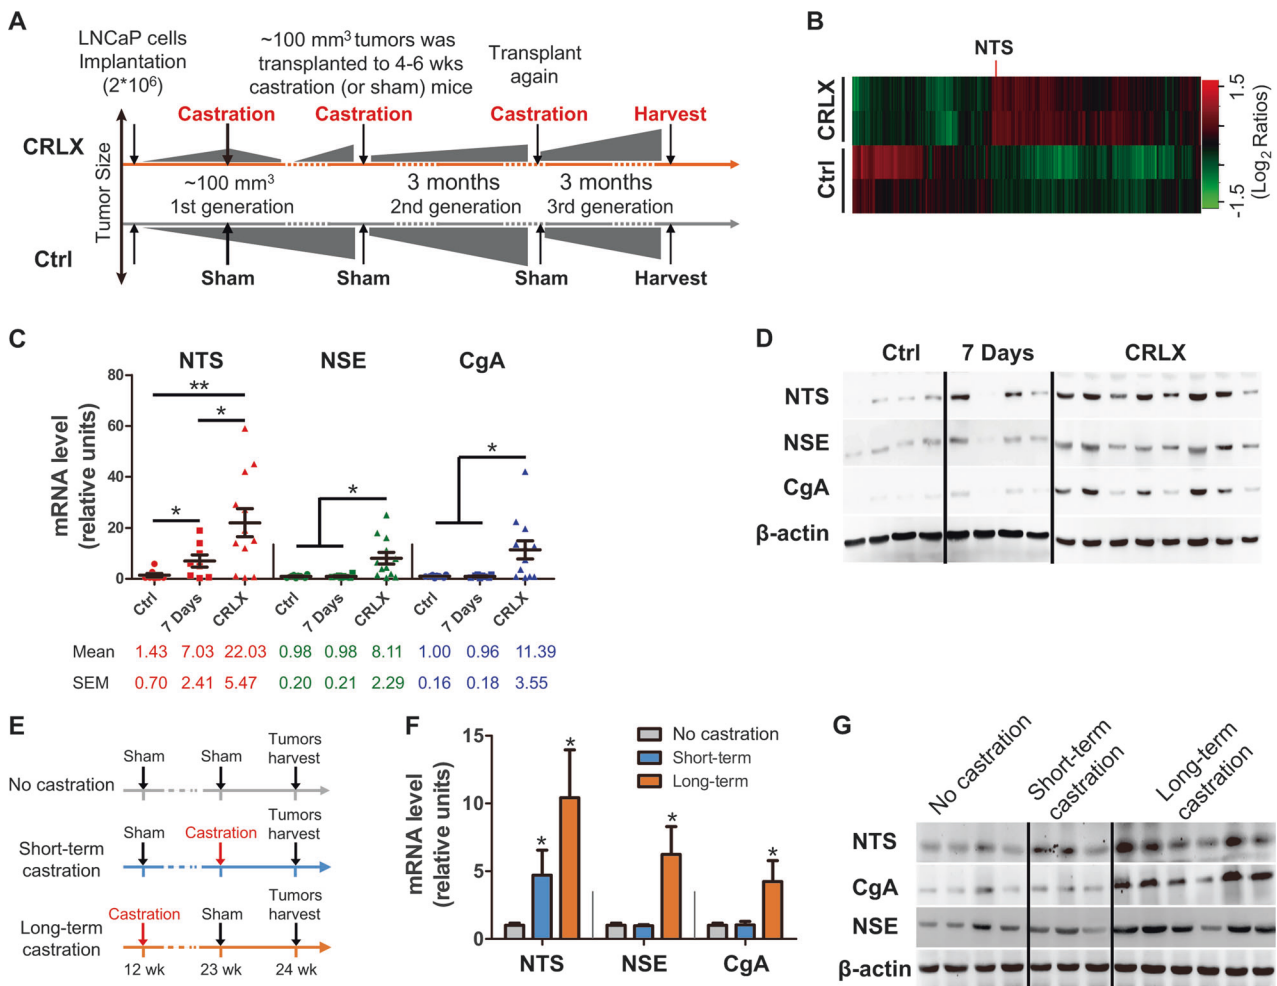 A
LNCaP cells
Implantation
(2*10⁶)
~100 mm³ tumors was
transplanted to 4-6 wks
castration (or sham) mice
Transplant
again
Castration
Castration
Castration
Harvest
CRLX
Tumor Size
~100 mm³
1st generation
3 months
2nd generation
3 months
3rd generation
Ctrl
Sham
Sham
Sham
Harvest
B
NTS
CRLX
Ctrl
1.5
0
-1.5
(Log₂ Ratios)
C
NTS
NSE
CgA
mRNA level
(relative units)
80
60
40
20
0
**
*
*
*
*
Ctrl
7 Days
CRLX
Ctrl
7 Days
CRLX
Ctrl
7 Days
CRLX
Mean 1.43 7.03 22.03 0.98 0.98 8.11 1.00 0.96 11.39
SEM 0.70 2.41 5.47 0.20 0.21 2.29 0.16 0.18 3.55
D
Ctrl
7 Days
CRLX
NTS
NSE
CgA
β-actin
E
Sham
Sham
Tumors
harvest
No castration
Sham
Castration
Tumors
harvest
Short-term
castration
Castration
Sham
Tumors
harvest
Long-term
castration
12 wk
23 wk
24 wk
F
mRNA level
(relative units)
15
10
5
0
No castration
Short-term
Long-term
*
*
*
*
NTS
NSE
CgA
G
No castration
Short-term
castration
Long-term
castration
NTS
CgA
NSE
β-actin